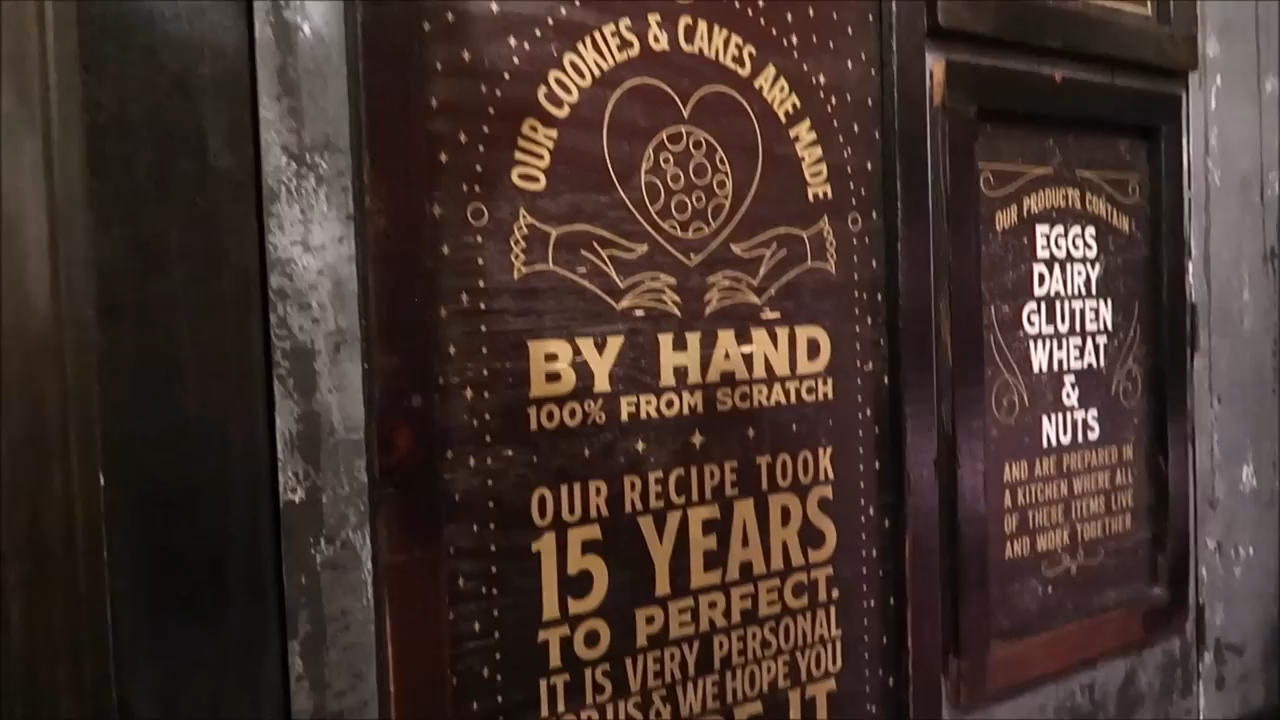 OUR COOKIES & CAKES ARE MADE
BY HAND
100% FROM SCRATCH
OUR RECIPE TOOK
15 YEARS
TO PERFECT.
IT IS VERY PERSONAL
US & WE HOPE YOU
IT
OUR PRODUCTS CONTAIN
EGGS
DAIRY
GLUTEN
WHEAT
&
NUTS
AND ARE PREPARED IN
A KITCHEN WHERE ALL
OF THESE ITEMS LIVE
AND WORK TOGETHER